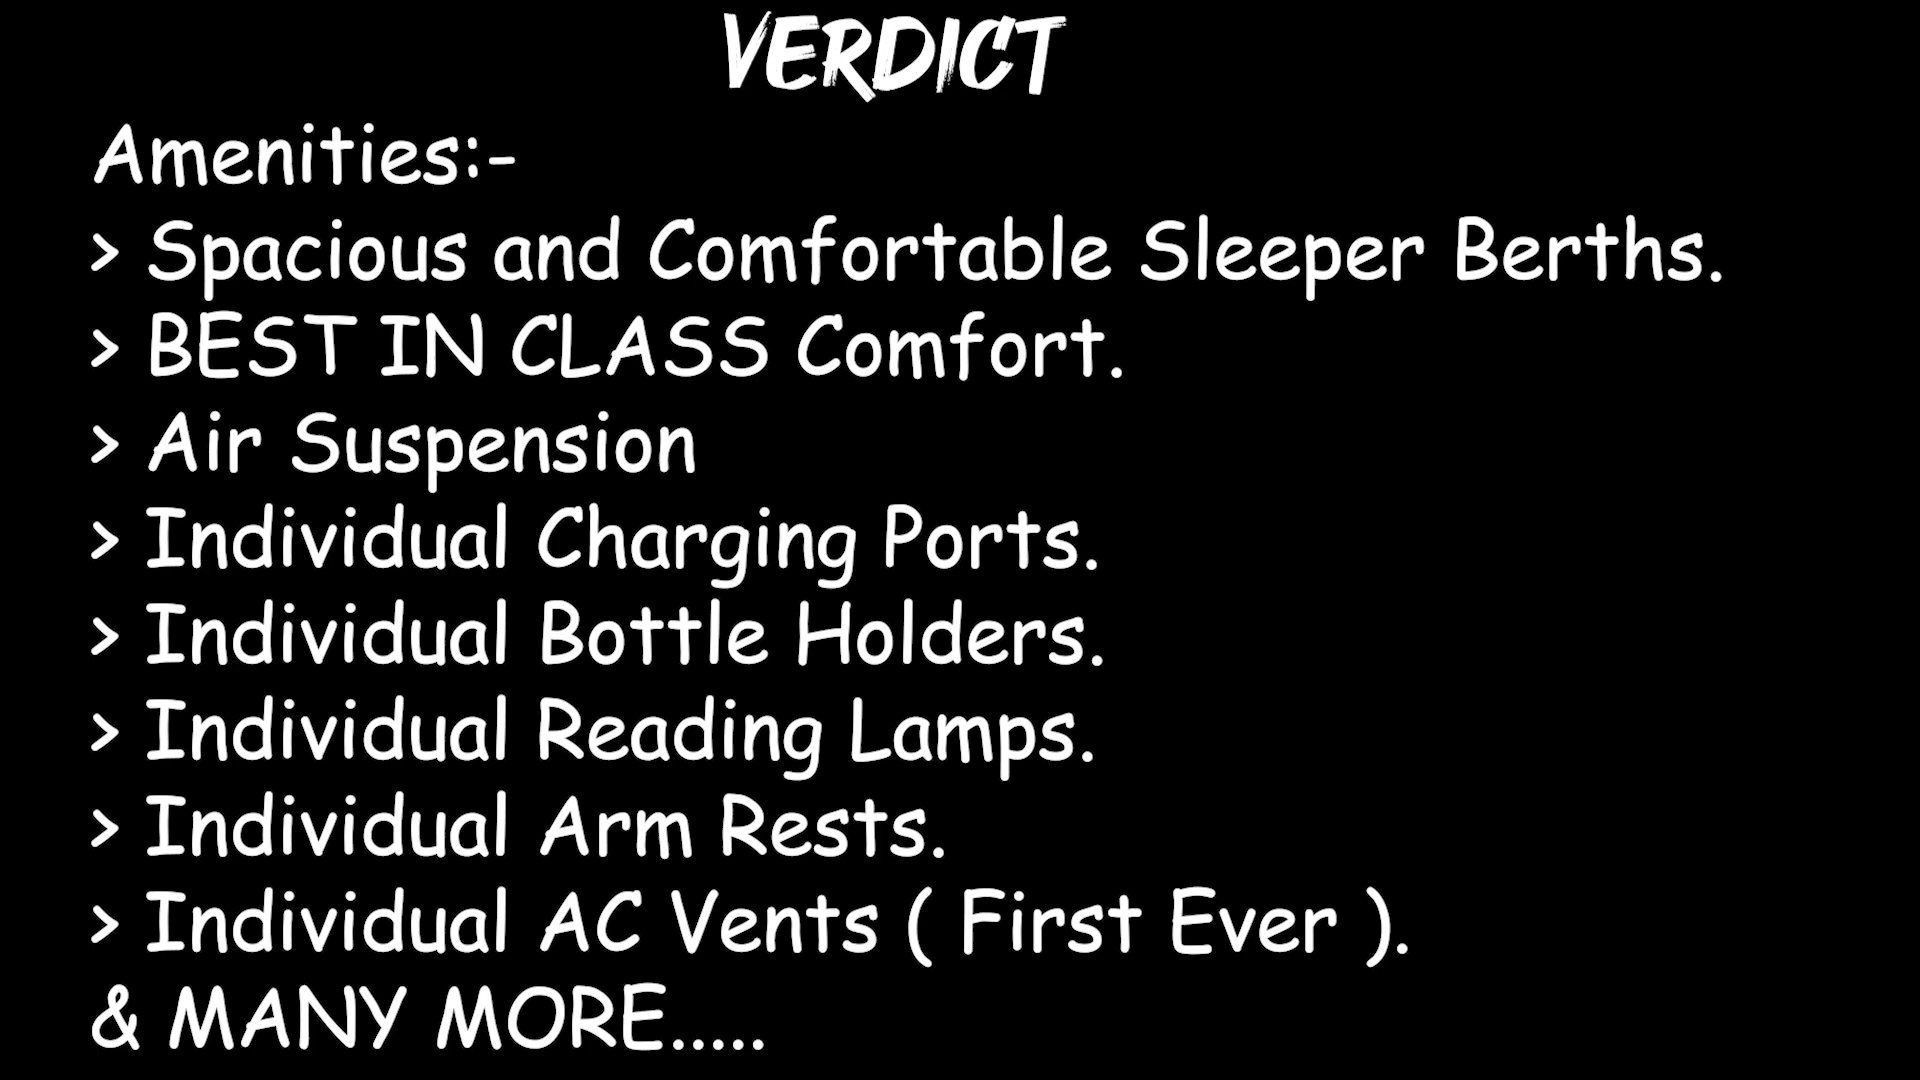 VERDICT
Amenities:-
> Spacious and Comfortable Sleeper Berths.
> BEST IN CLASS Comfort.
> Air Suspension
> Individual Charging Ports.
> Individual Bottle Holders.
> Individual Reading Lamps.
> Individual Arm Rests.
> Individual AC Vents ( First Ever ).
& MANY MORE.....